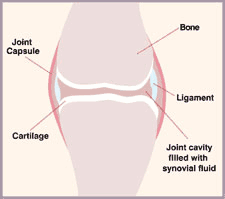 Bone
Joint
Capsule
Ligament
Cartilage
Joint cavity
filled with
synovial fluid